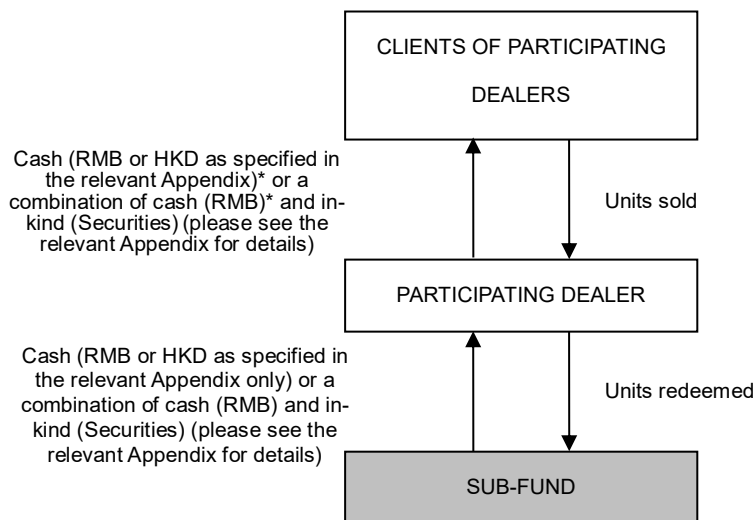 CLIENTS OF PARTICIPATING
DEALERS
Cash (RMB or HKD as specified in
the relevant Appendix)* or a
combination of cash (RMB)* and in-
kind (Securities) (please see the
relevant Appendix for details)
Units sold
PARTICIPATING DEALER
Cash (RMB or HKD as specified in
the relevant Appendix only) or a
combination of cash (RMB) and in-
kind (Securities) (please see the
relevant Appendix for details)
Units redeemed
SUB-FUND